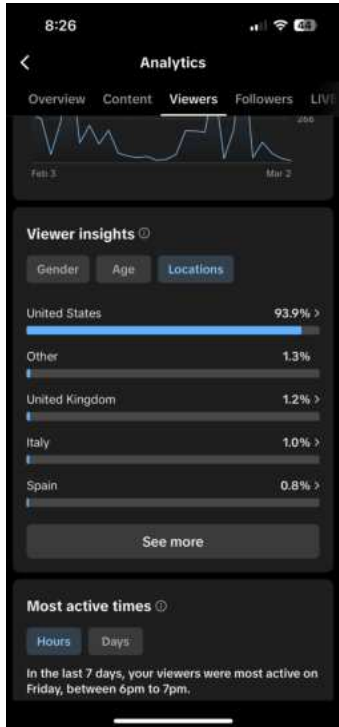 8:26
44
Analytics
Overview Content Viewers Followers LIV
268
Feb 3 Mar 2
Viewer insights
Gender Age Locations
United States 93.9% >
Other 1.3%
United Kingdom 1.2% >
Italy 1.0% >
Spain 0.8% >
See more
Most active times
Hours Days
In the last 7 days, your viewers were most active on
Friday, between 6pm to 7pm.